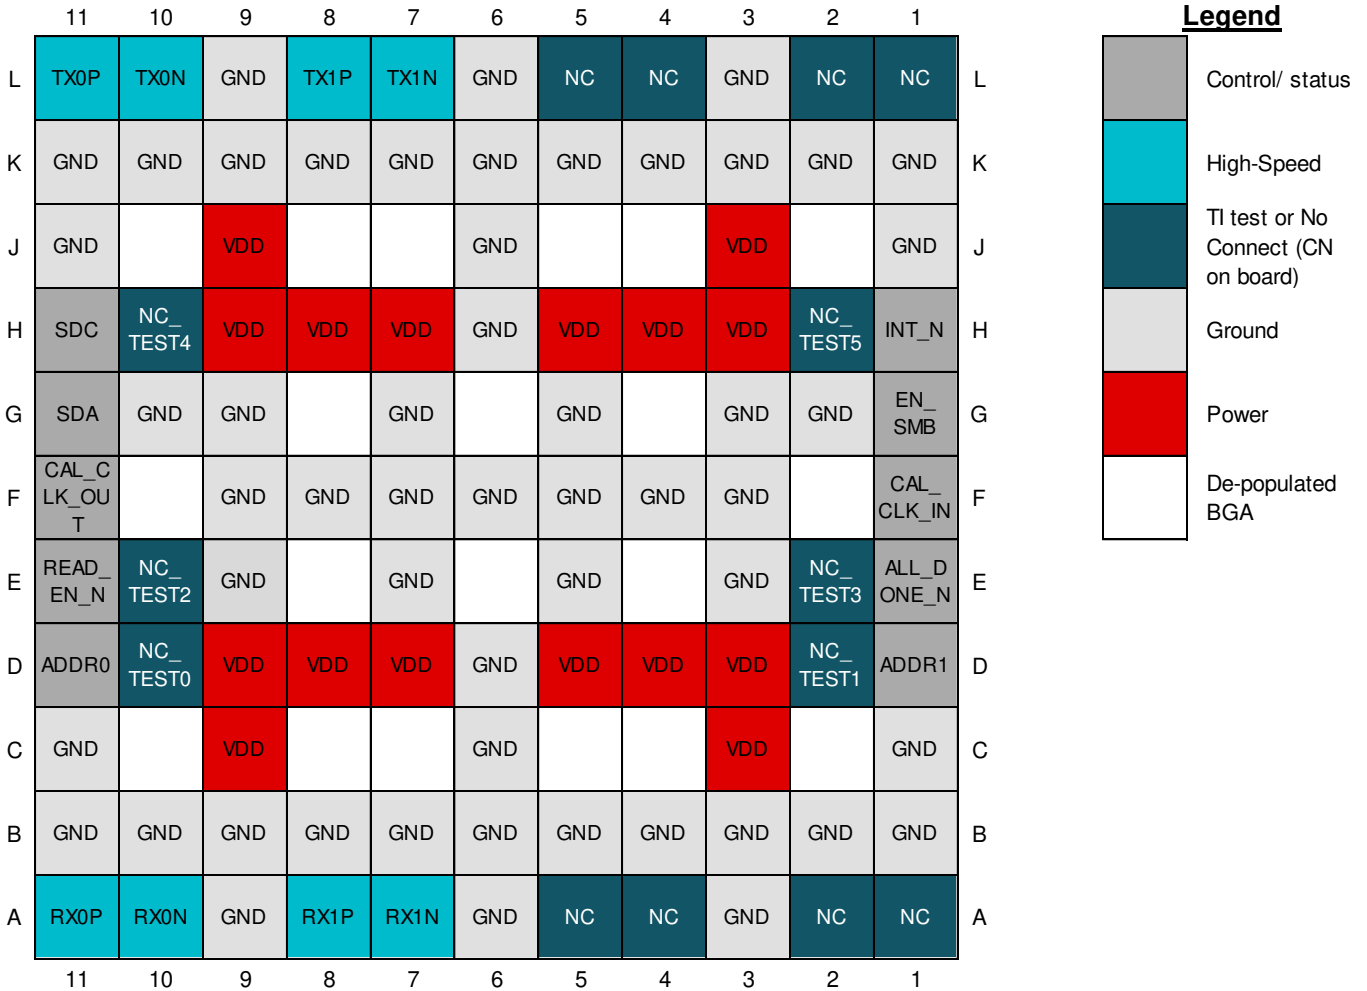 11 10 9 8 7 6 5 4 3 2 1
Legend
L TX0P TX0N GND TX1P TX1N GND NC NC GND NC NC L
Control/ status
K GND GND GND GND GND GND GND GND GND GND GND K
High-Speed
J GND VDD GND VDD GND J
TI test or No
Connect (CN
on board)
H SDC NC_
TEST4 VDD VDD VDD GND VDD VDD VDD NC_
TEST5 INT_N H
Ground
G SDA GND GND GND GND GND GND EN_
SMB G
Power
F CAL_C
LK_OU
T GND GND GND GND GND GND GND CAL_
CLK_IN F
De-populated
BGA
E READ_
EN_N NC_
TEST2 GND GND GND GND NC_
TEST3 ALL_D
ONE_N E
D ADDR0 NC_
TEST0 VDD VDD VDD GND VDD VDD VDD NC_
TEST1 ADDR1 D
C GND VDD GND VDD GND C
B GND GND GND GND GND GND GND GND GND GND GND B
A RX0P RX0N GND RX1P RX1N GND NC NC GND NC NC A
11 10 9 8 7 6 5 4 3 2 1